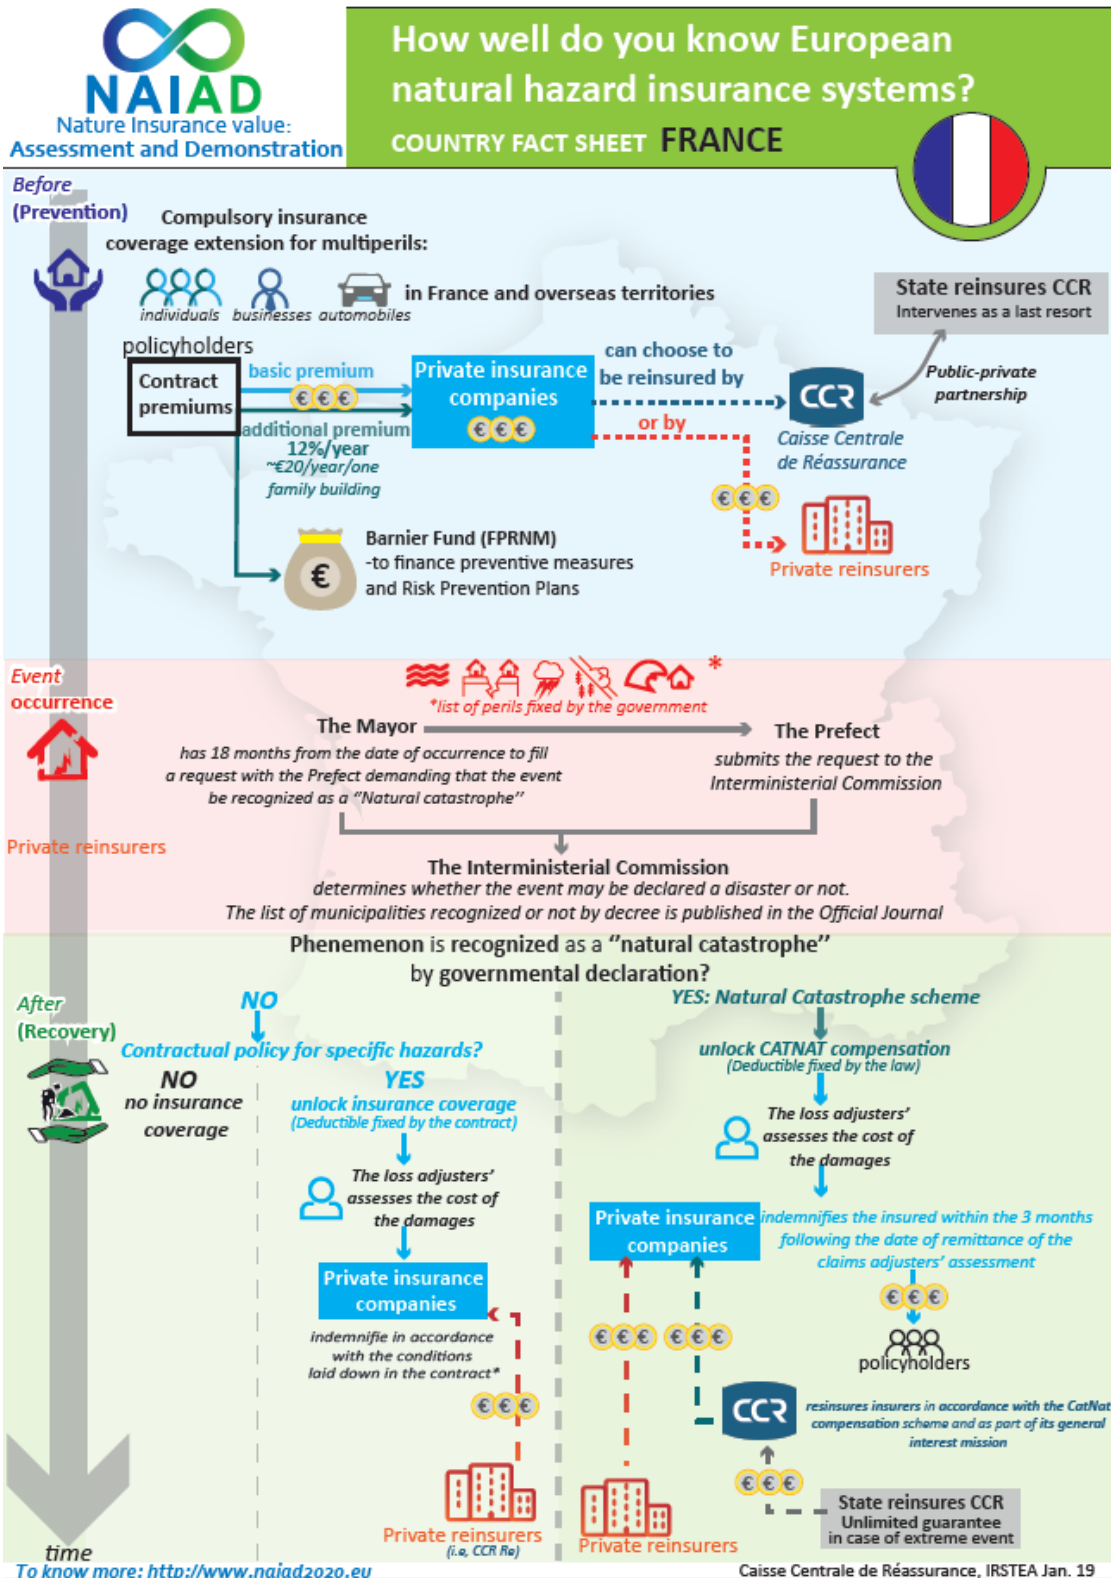 NAIAD
Nature Insurance value:
Assessment and Demonstration
How well do you know European
natural hazard insurance systems?
COUNTRY FACT SHEET FRANCE
Before
(Prevention)
Compulsory insurance
coverage extension for multiperils:
individuals businesses automobiles
in France and overseas territories
State reinsures CCR
Intervenes as a last resort
policyholders
Contract
premiums
basic premium
€ € €
additional premium
12%/year
~€20/year/one
family building
Private insurance
companies
€ € €
can choose to
be reinsured by
or by
CCR
Caisse Centrale
de Réassurance
Public-private
partnership
€ € €
Private reinsurers
€
Barnier Fund (FPRNM)
-to finance preventive measures
and Risk Prevention Plans
Event
occurrence
*
*list of perils fixed by the government
The Mayor
has 18 months from the date of occurrence to fill
a request with the Prefect demanding that the event
be recognized as a “Natural catastrophe”
The Prefect
submits the request to the
Interministerial Commission
Private reinsurers
The Interministerial Commission
determines whether the event may be declared a disaster or not.
The list of municipalities recognized or not by decree is published in the Official Journal
Phenemenon is recognized as a “natural catastrophe”
by governmental declaration?
After
(Recovery)
NO
Contractual policy for specific hazards?
NO
no insurance
coverage
YES
unlock insurance coverage
(Deductible fixed by the contract)
The loss adjusters’
assesses the cost of
the damages
Private insurance
companies
indemnifie in accordance
with the conditions
laid down in the contract*
€ € €
Private reinsurers
(i.e, CCR Re)
YES: Natural Catastrophe scheme
unlock CATNAT compensation
(Deductible fixed by the law)
The loss adjusters’
assesses the cost of
the damages
Private insurance
companies
indemnifies the insured within the 3 months
following the date of remittance of the
claims adjusters’ assessment
€ € €
policyholders
€ € € € € €
CCR
resinsures insurers in accordance with the CatNat
compensation scheme and as part of its general
interest mission
€ € €
State reinsures CCR
Unlimited guarantee
in case of extreme event
Private reinsurers
time
To know more: http://www.naiad2020.eu
Caisse Centrale de Réassurance, IRSTEA Jan. 19